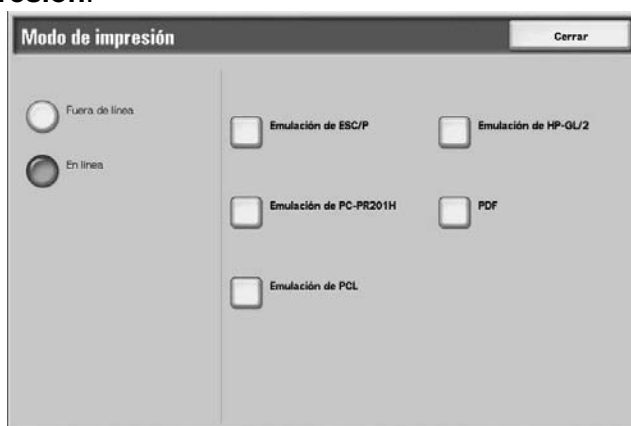 resión.
Modo de impresión
Cerrar
Fuera de línea
En línea
Emulación de ESC/P
Emulación de HP-GL/2
Emulación de PC-PR201H
PDF
Emulación de PCL